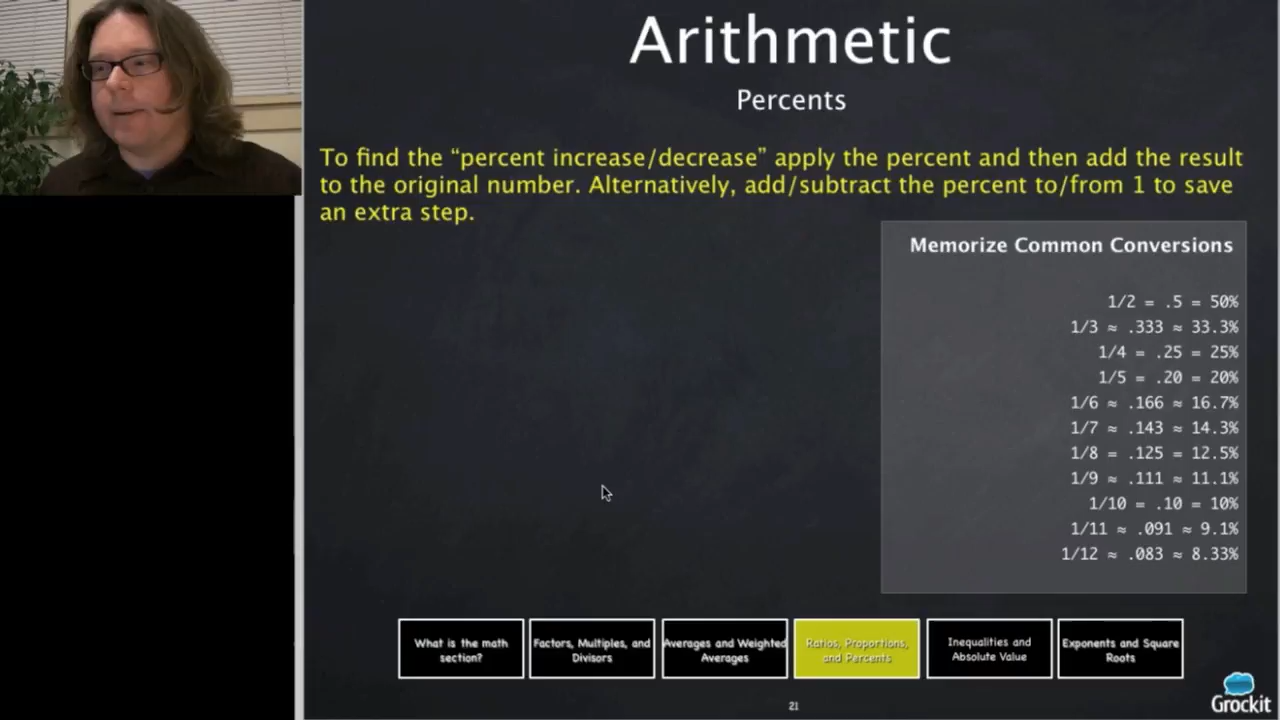 Arithmetic
Percents
To find the “percent increase/decrease” apply the percent and then add the result
to the original number. Alternatively, add/subtract the percent to/from 1 to save
an extra step.
Memorize Common Conversions
1/2 = .5 = 50%
1/3 ≈ .333 ≈ 33.3%
1/4 = .25 = 25%
1/5 = .20 = 20%
1/6 ≈ .166 ≈ 16.7%
1/7 ≈ .143 ≈ 14.3%
1/8 = .125 = 12.5%
1/9 ≈ .111 ≈ 11.1%
1/10 = .10 = 10%
1/11 ≈ .091 ≈ 9.1%
1/12 ≈ .083 ≈ 8.33%
What is the math
section?
Factors, Multiples, and
Divisors
Averages and Weighted
Averages
Ratios, Proportions,
and Percents
Inequalities and
Absolute Value
Exponents and Square
Roots
21
Grockit